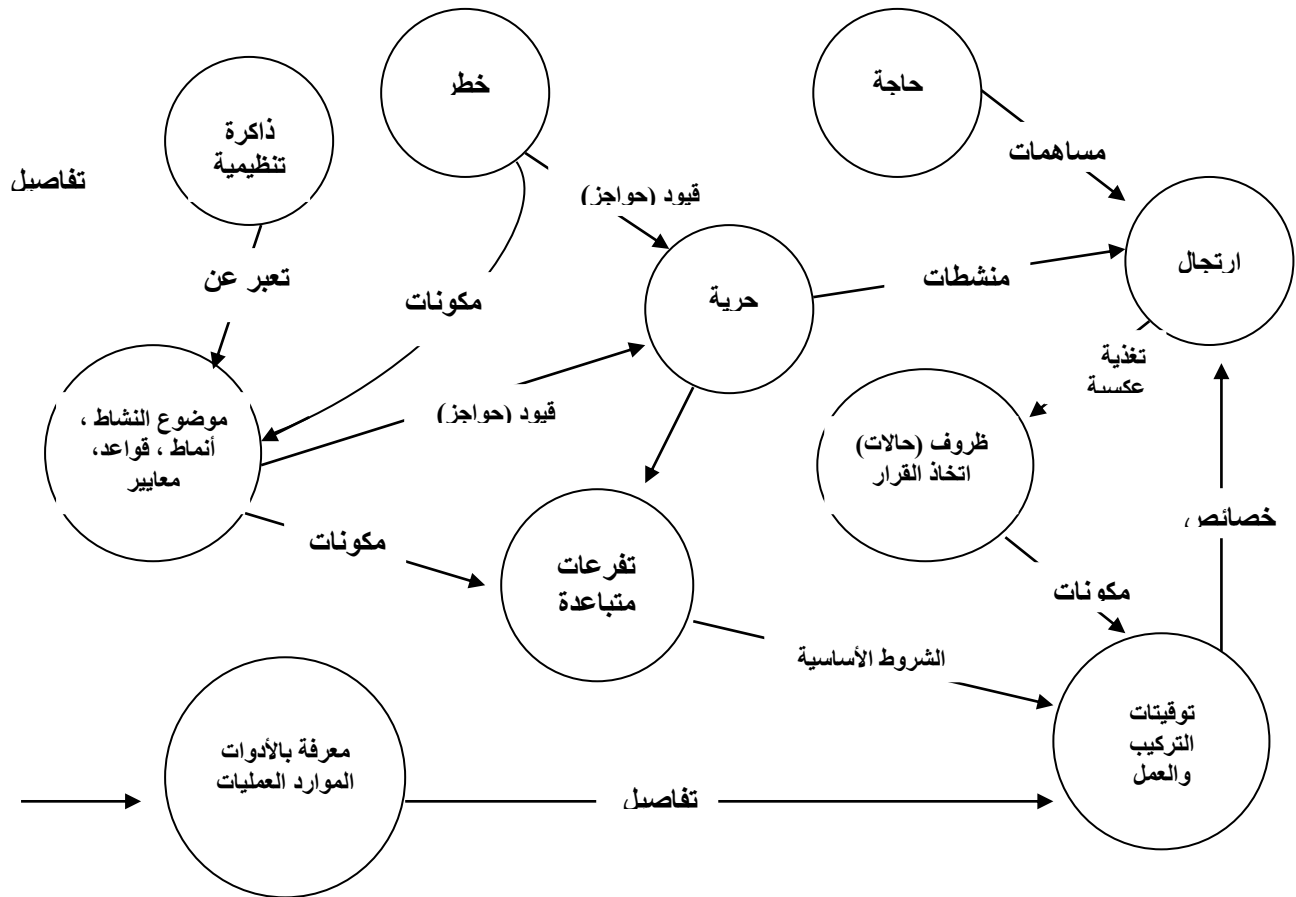 خطر
حاجة
ذاكرة
تنظيمية
مساهمات
تفاصيل
قيود (حواجز)
ارتجال
تعبر عن
مكونات
حرية
منشطات
تغذية
عكسية
قيود (حواجز)
موضوع النشاط ،
أنماط ، قواعد،
معايير
ظروف (حالات)
اتخاذ القرار
خصائص
مكونات
تفرعات
متباعدة
مكونات
الشروط الأساسية
توقيتات
التركيب
والعمل
معرفة بالأدوات
الموارد العمليات
تفاصيل